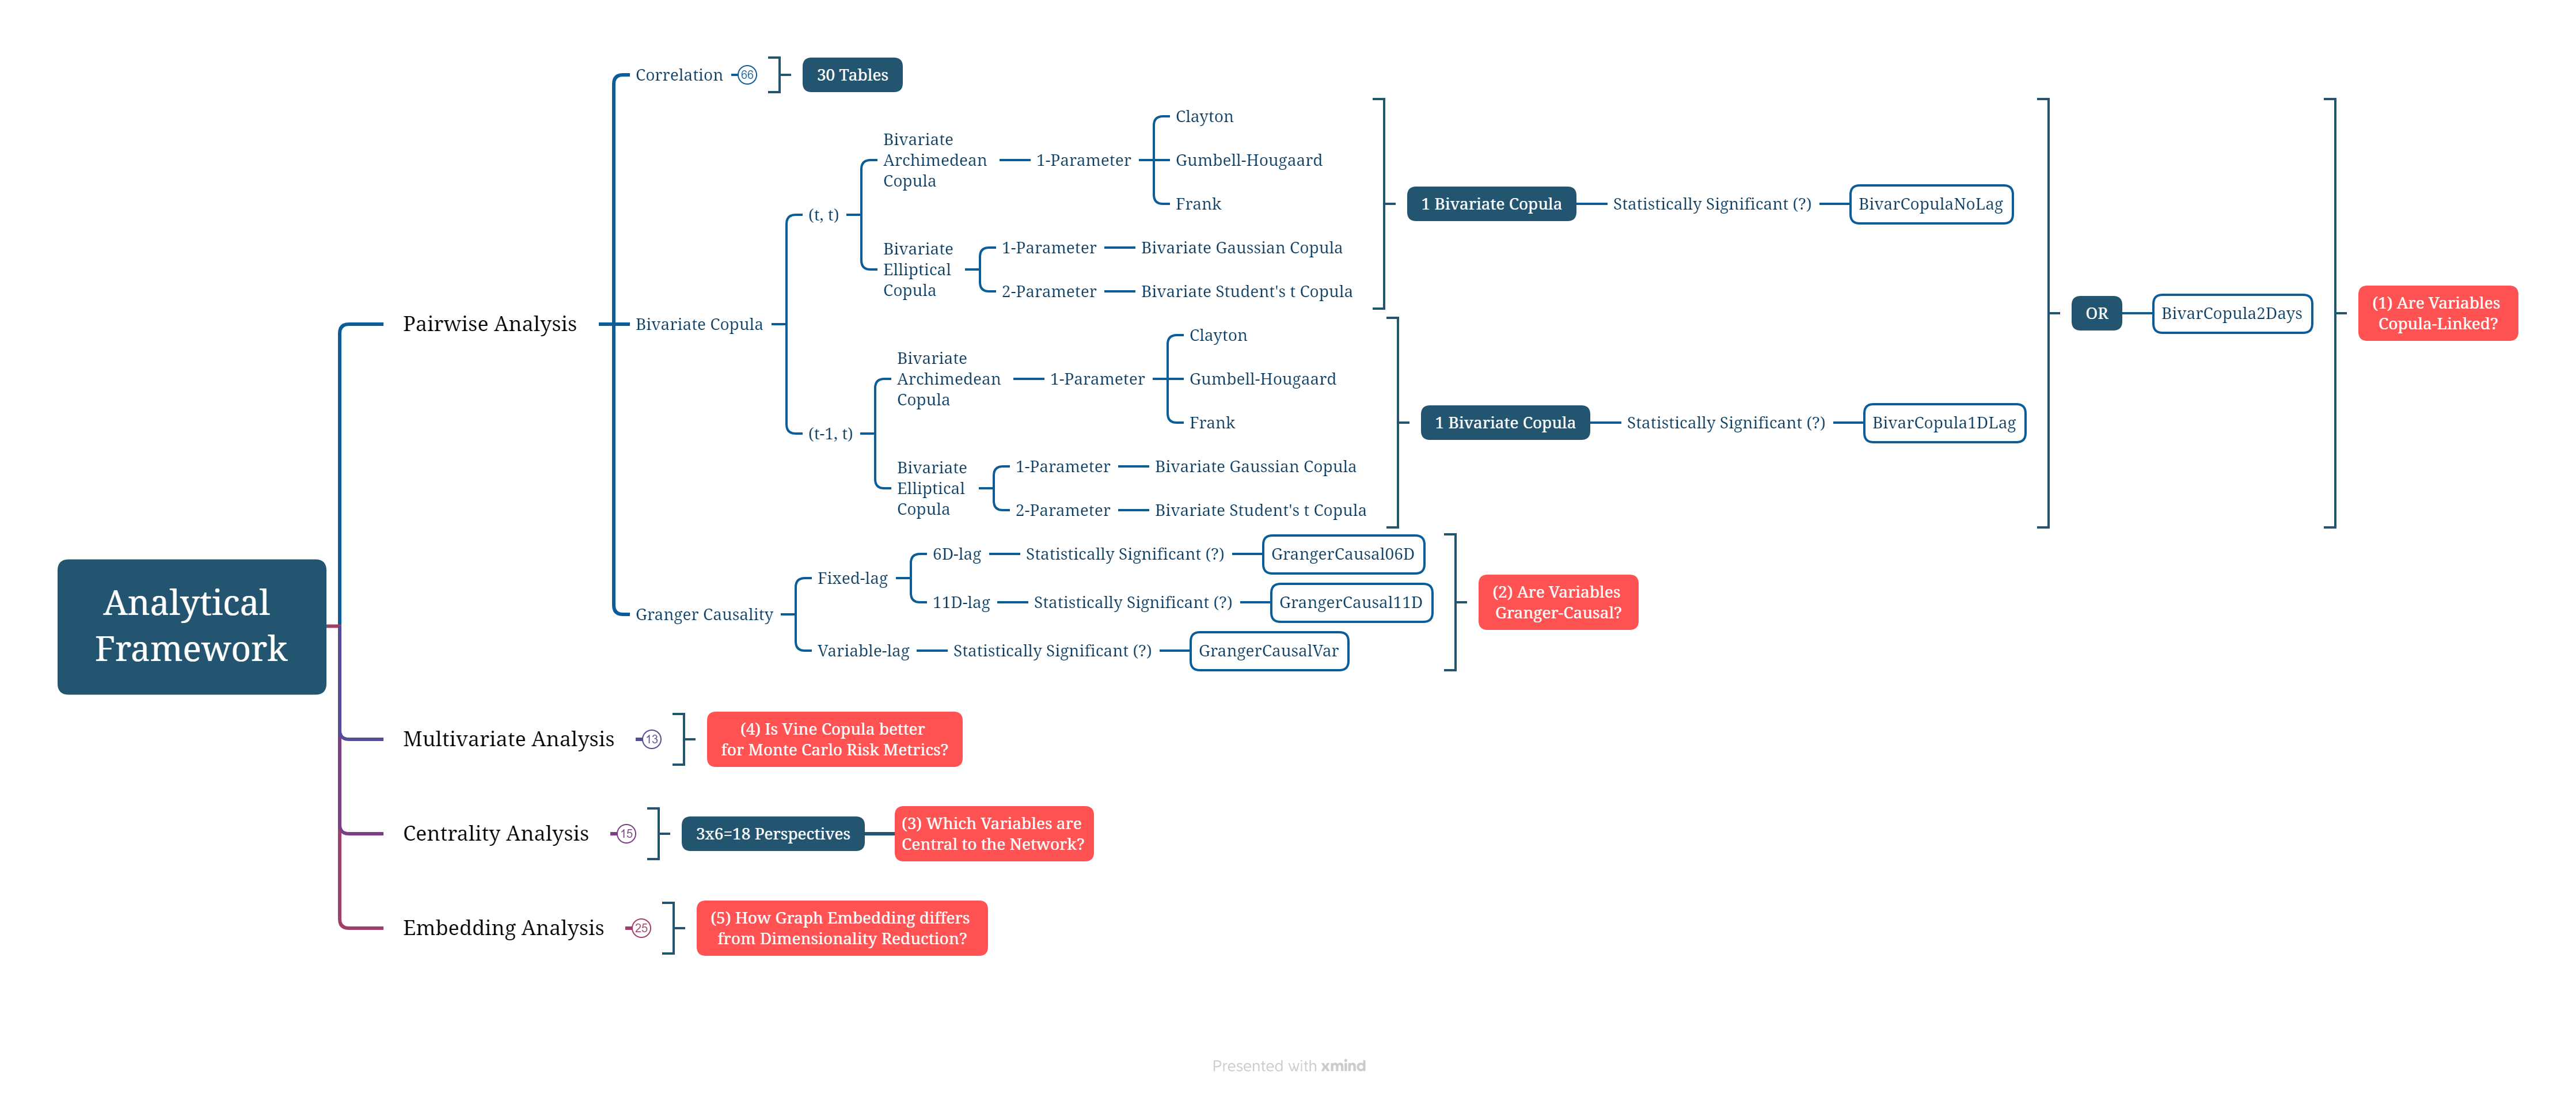 Analytical
Framework
Pairwise Analysis
Correlation
66
30 Tables
Bivariate Copula
(t, t)
Bivariate
Archimedean
Copula
1-Parameter
Clayton
Gumbell-Hougaard
Frank
Bivariate
Elliptical
Copula
1-Parameter
Bivariate Gaussian Copula
2-Parameter
Bivariate Student's t Copula
1 Bivariate Copula
Statistically Significant (?)
BivarCopulaNoLag
(t-1, t)
Bivariate
Archimedean
Copula
1-Parameter
Clayton
Gumbell-Hougaard
Frank
Bivariate
Elliptical
Copula
1-Parameter
Bivariate Gaussian Copula
2-Parameter
Bivariate Student's t Copula
1 Bivariate Copula
Statistically Significant (?)
BivarCopula1DLag
OR
BivarCopula2Days
(1) Are Variables
Copula-Linked?
Granger Causality
Fixed-lag
6D-lag
Statistically Significant (?)
GrangerCausal06D
11D-lag
Statistically Significant (?)
GrangerCausal11D
Variable-lag
Statistically Significant (?)
GrangerCausalVar
(2) Are Variables
Granger-Causal?
Multivariate Analysis
13
(4) Is Vine Copula better
for Monte Carlo Risk Metrics?
Centrality Analysis
15
3x6=18 Perspectives
(3) Which Variables are
Central to the Network?
Embedding Analysis
25
(5) How Graph Embedding differs
from Dimensionality Reduction?
Presented with xmind